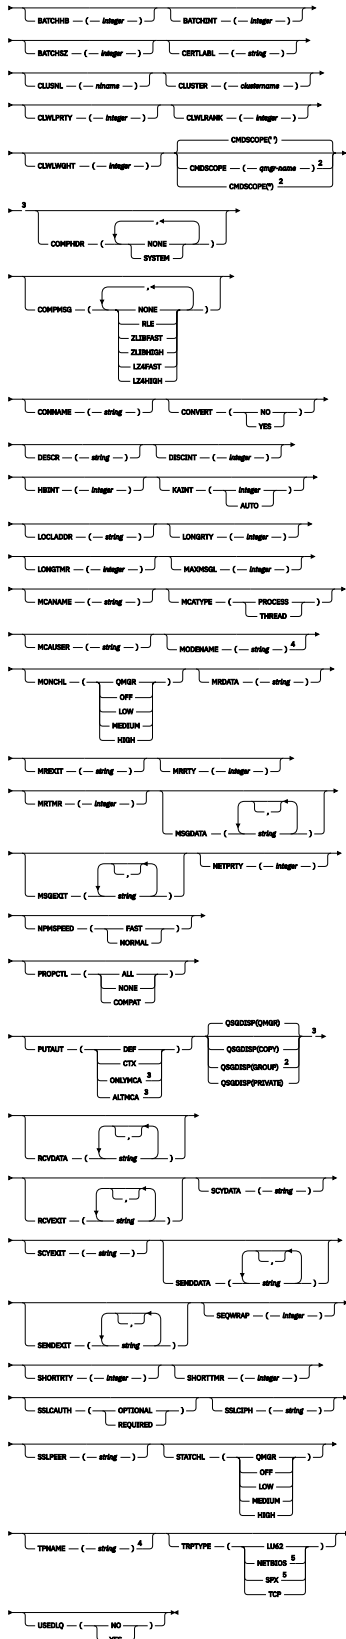 BATCHHB ( integer ) BATCHINT ( integer )
BATCHSZ ( integer ) CERTLABL ( string )
CLUSNL ( nlname ) CLUSTER ( clustername )
CLWLPRTY ( integer ) CLWLRANK ( integer )
CMDSCOPE(' ')
CLWLWGHT ( integer ) CMDSCOPE ( qmgr-name ) 2
CMDSCOPE(*) 2
3
,
COMPHDR ( NONE )
SYSTEM
,
COMPMSG ( NONE )
RLE
ZLIBFAST
ZLIBHIGH
LZ4FAST
LZ4HIGH
CONNAME ( string ) CONVERT ( NO )
YES
DESCR ( string ) DISCINT ( integer )
HBINT ( integer ) KAINT ( integer )
AUTO
LOCLADDR ( string ) LONGRTY ( integer )
LONGTMR ( integer ) MAXMSGL ( integer )
MCANAME ( string ) MCATYPE ( PROCESS )
THREAD
MCAUSER ( string ) MODENAME ( string ) 4
MONCHL ( QMGR ) MRDATA ( string )
OFF
LOW
MEDIUM
HIGH
MREXIT ( string ) MRRTY ( integer )
MRTMR ( integer )
,
MSGDATA ( string )
,
MSGEXIT ( string ) NETPRTY ( integer )
NPMSPEED ( FAST )
NORMAL
PROPCTL ( ALL )
NONE
COMPAT
QSGDISP(QMGR)
3
PUTAUT ( DEF ) QSGDISP(COPY)
CTX QSGDISP(GROUP) 2
ONLYMCA 3 QSGDISP(PRIVATE)
ALTMCA 3
,
RCVDATA ( string )
,
RCVEXIT ( string ) SCYDATA ( string )
SCYEXIT ( string )
,
SENDDATA ( string )
,
SENDEXIT ( string ) SEQWRAP ( integer )
SHORTRTY ( integer ) SHORTTMR ( integer )
SSLCAUTH ( OPTIONAL ) SSLCIPH ( string )
REQUIRED
SSLPEER ( string ) STATCHL ( QMGR )
OFF
LOW
MEDIUM
HIGH
TPNAME ( string ) 4 TRPTYPE ( LU62 )
NETBIOS 5
SPX 5
TCP
USEDLQ ( NO )
YES